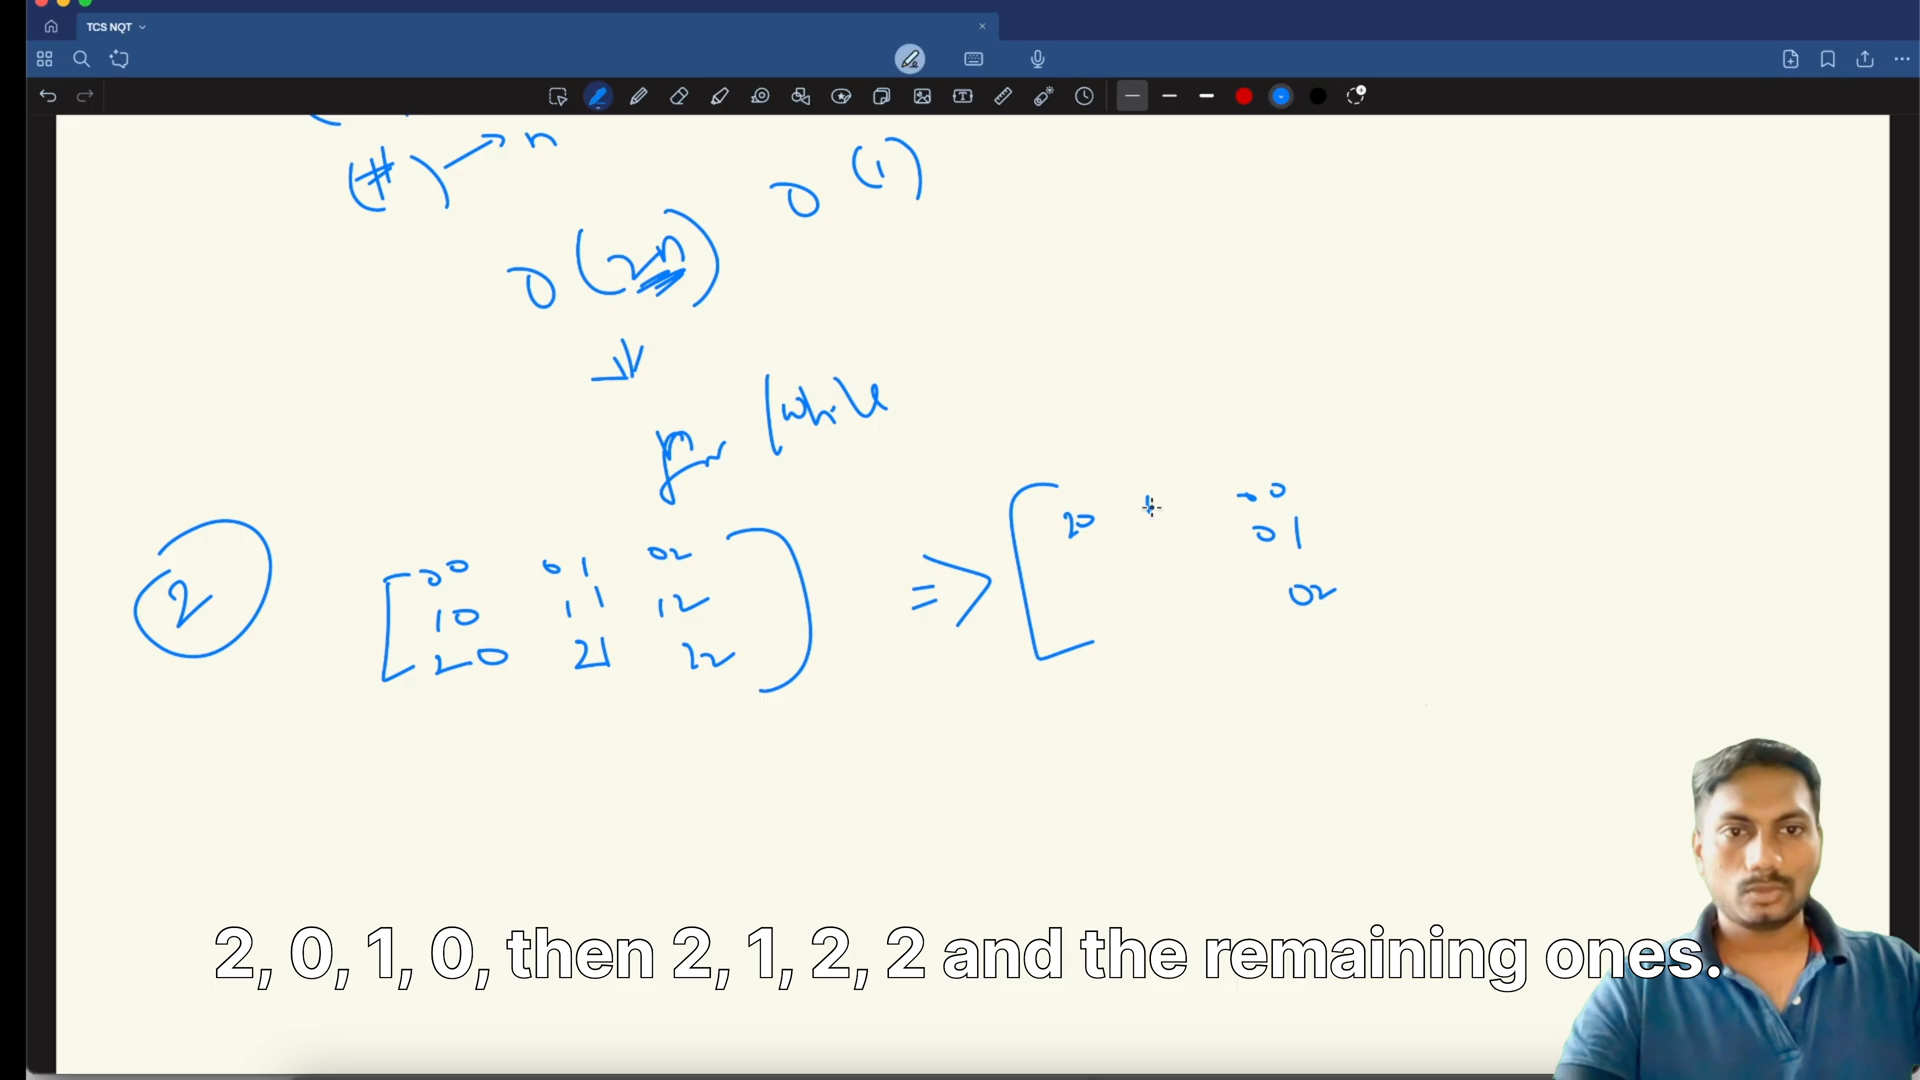 TCS NQT
(#) → n
O (1)
O (2n)
for / while
2
00 01 02
10 11 12
20 21 22
=>
20 00
01
02
2, 0, 1, 0, then 2, 1, 2, 2 and the remaining ones.